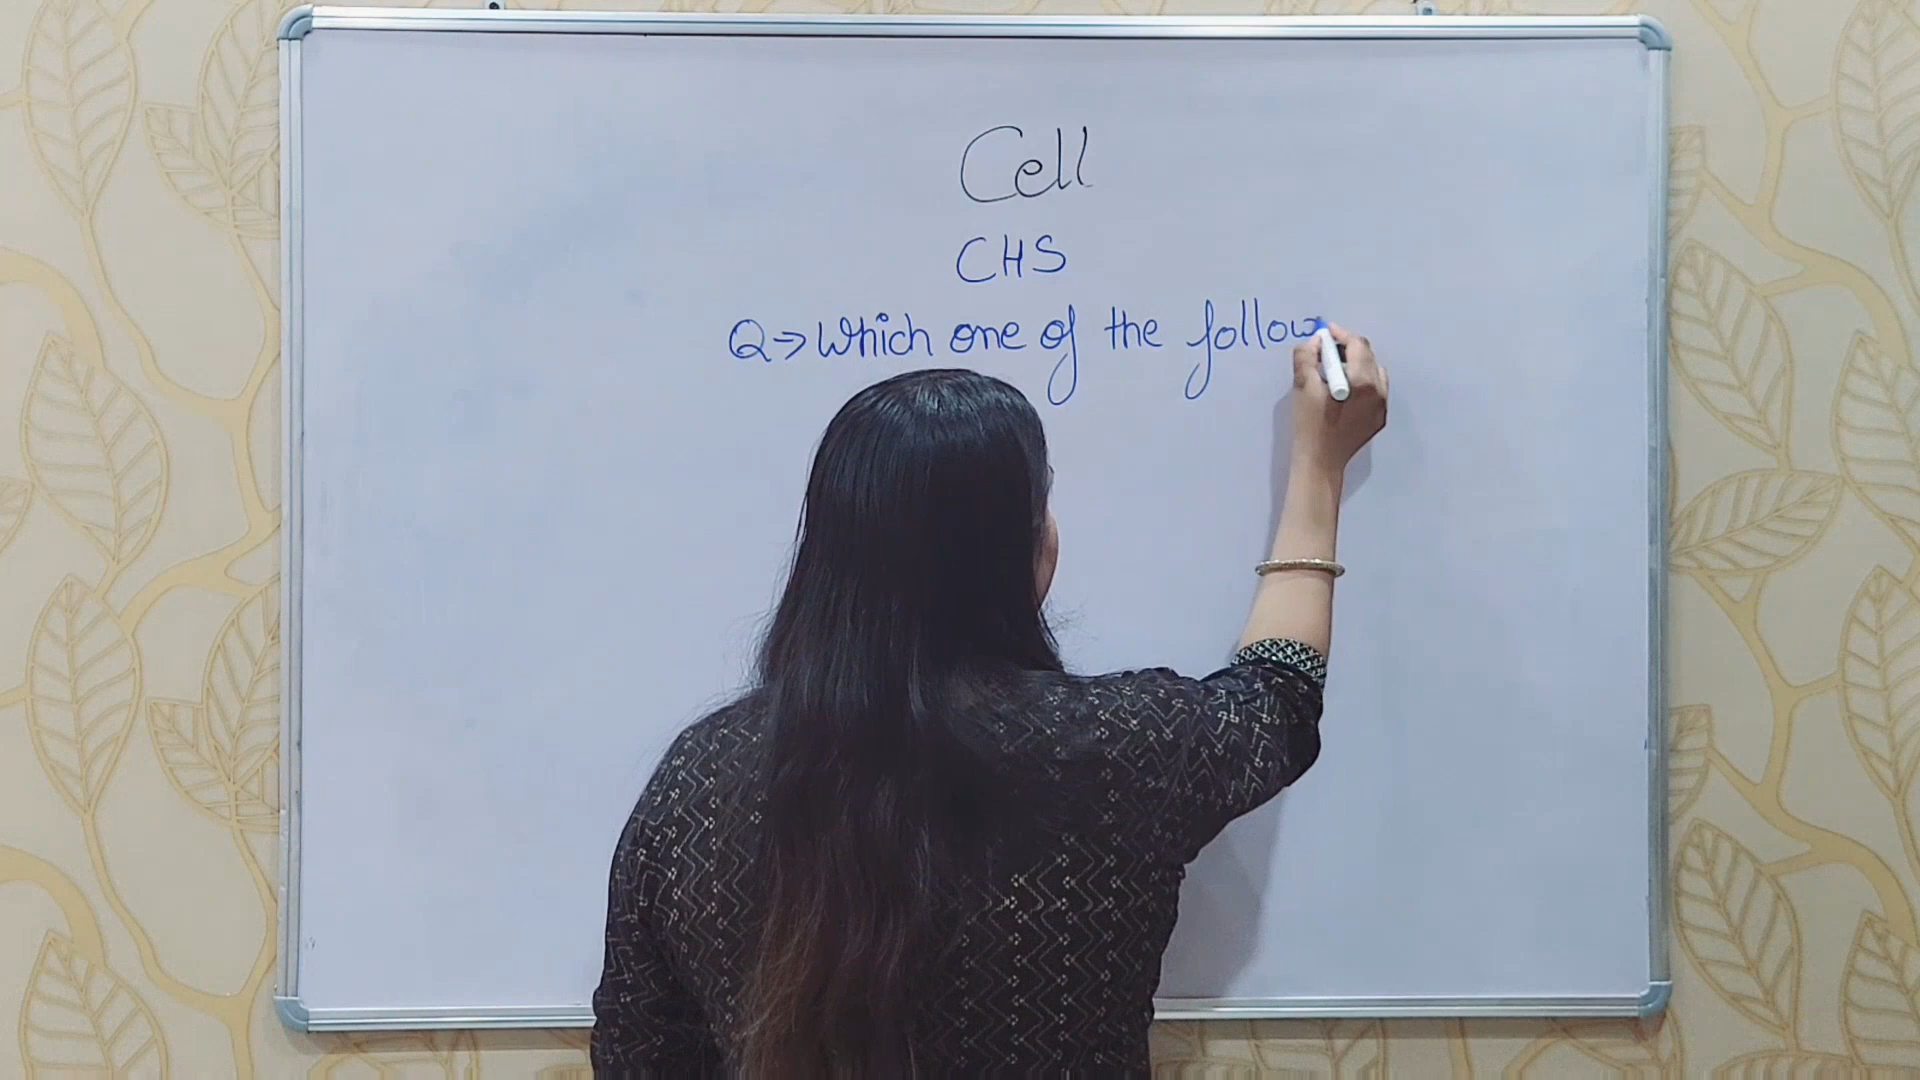 Cell
CHS
Q→Which one of the follow